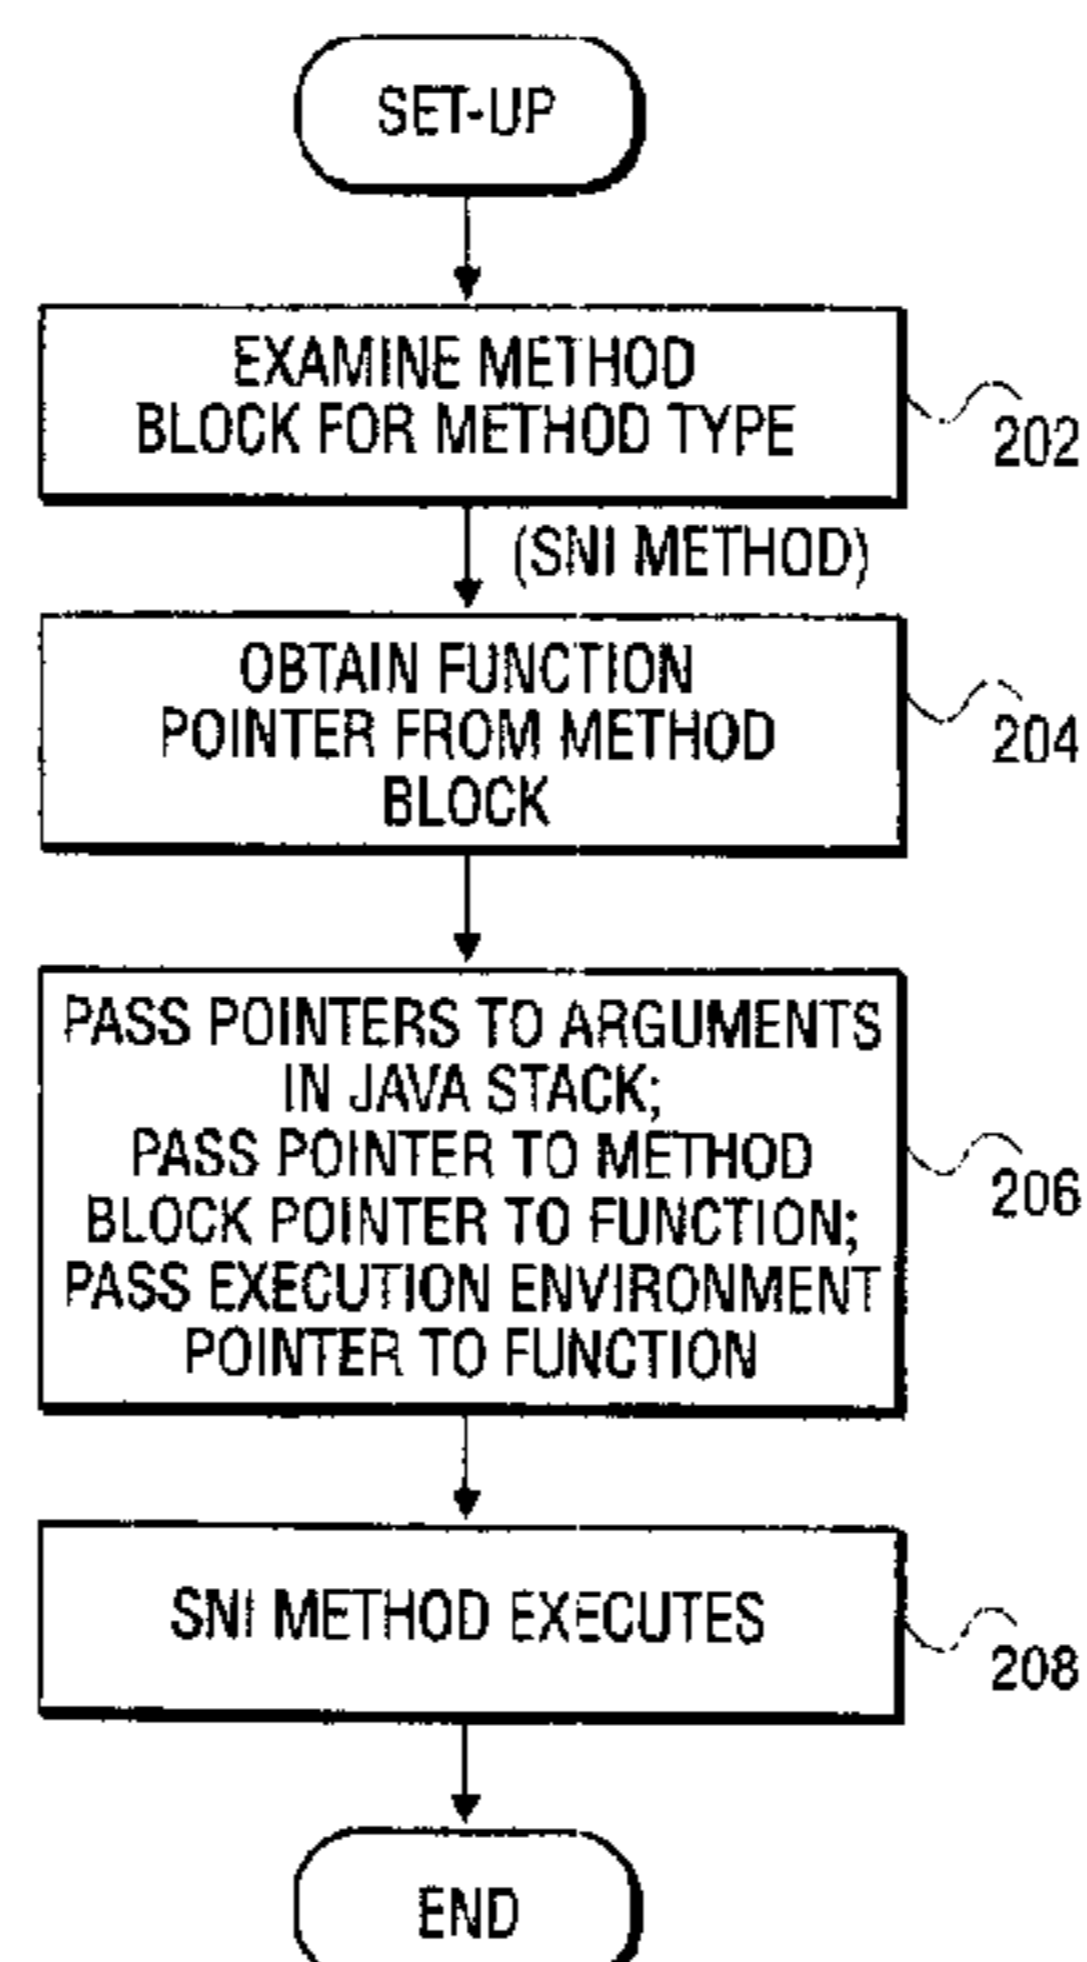 SET-UP
EXAMINE METHOD
BLOCK FOR METHOD TYPE
202
(SNI METHOD)
OBTAIN FUNCTION
POINTER FROM METHOD
BLOCK
204
PASS POINTERS TO ARGUMENTS
IN JAVA STACK;
PASS POINTER TO METHOD
BLOCK POINTER TO FUNCTION;
PASS EXECUTION ENVIRONMENT
POINTER TO FUNCTION
206
SNI METHOD EXECUTES
208
END